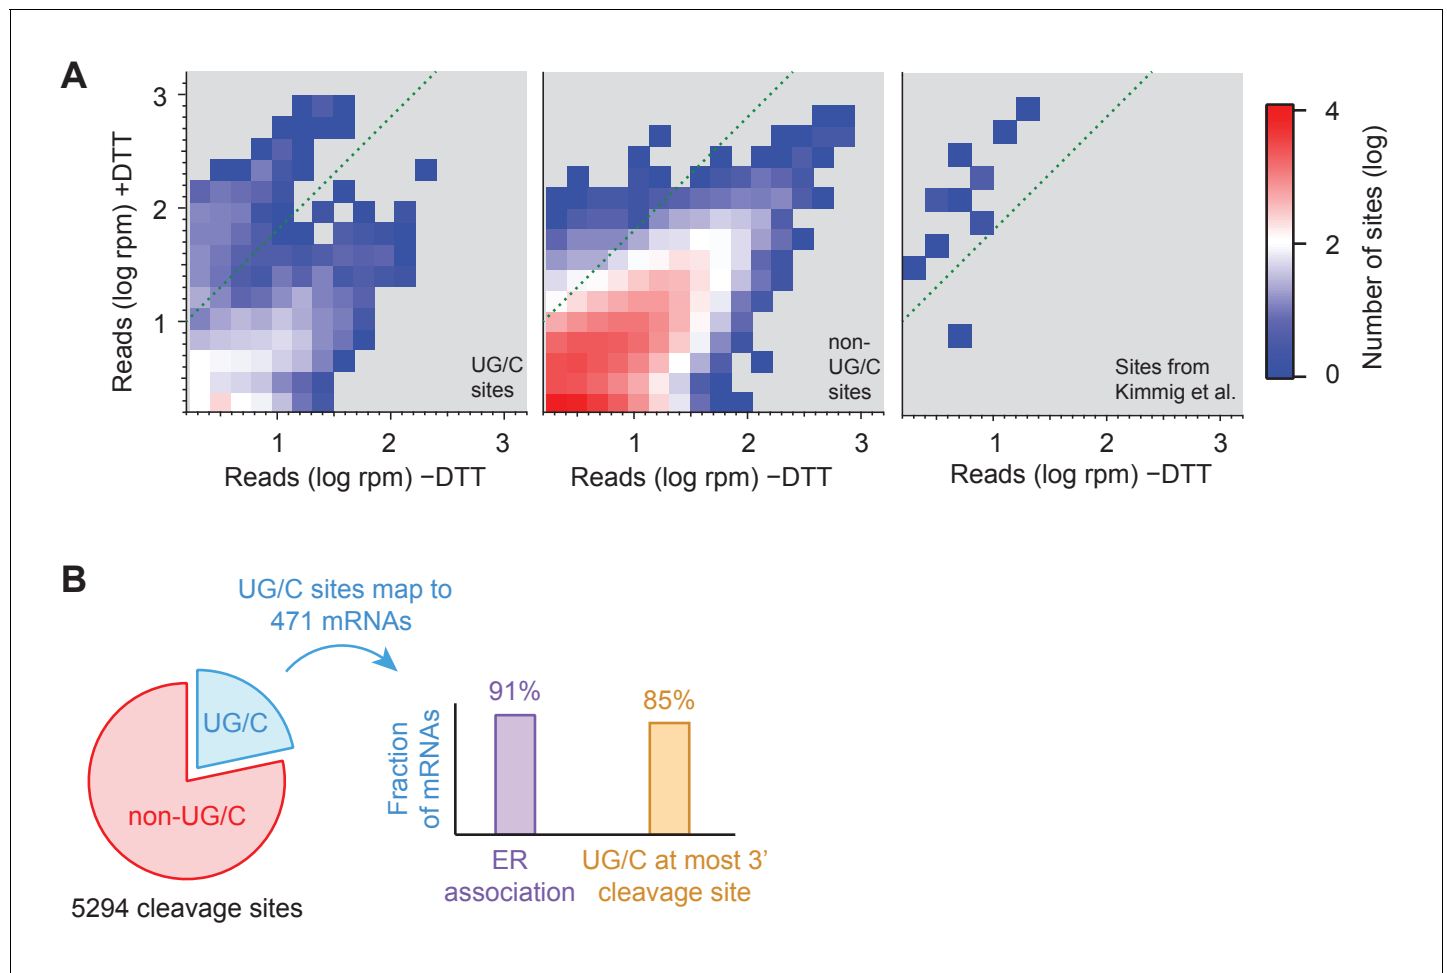 A
Reads (log rpm) +DTT
3
2
1
UG/C
sites
1 2 3
Reads (log rpm) −DTT
non-
UG/C
sites
1 2 3
Reads (log rpm) −DTT
Sites from
Kimmig et al.
1 2 3
Reads (log rpm) −DTT
4
2
0
Number of sites (log)
B
UG/C sites map to
471 mRNAs
UG/C
non-UG/C
5294 cleavage sites
Fraction
of mRNAs
91%
85%
ER
association
UG/C at most 3’
cleavage site